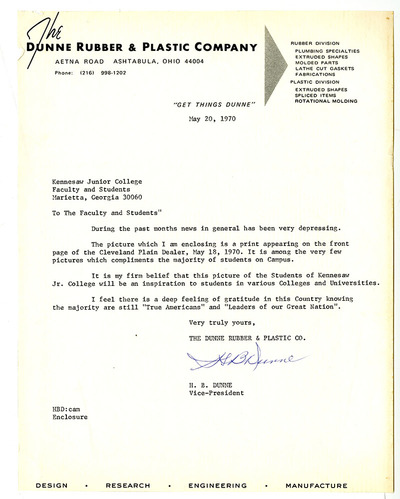 The
DUNNE RUBBER & PLASTIC COMPANY
AETNA ROAD ASHTABULA, OHIO 44004
Phone: (216) 998-1202
RUBBER DIVISION
PLUMBING SPECIALTIES
EXTRUDED SHAPES
MOLDED PARTS
LATHE CUT GASKETS
FABRICATIONS
PLASTIC DIVISION
EXTRUDED SHAPES
SPLICED ITEMS
ROTATIONAL MOLDING
"GET THINGS DUNNE"
May 20, 1970
Kennesaw Junior College
Faculty and Students
Marietta, Georgia 30060
To The Faculty and Students"
During the past months news in general has been very depressing.
The picture which I am enclosing is a print appearing on the front
page of the Cleveland Plain Dealer, May 18, 1970. It is among the very few
pictures which compliments the majority of students on Campus.
It is my firm belief that this picture of the Students of Kennesaw
Jr. College will be an inspiration to students in various Colleges and Universities.
I feel there is a deep feeling of gratitude in this Country knowing
the majority are still "True Americans" and "Leaders of our Great Nation".
Very truly yours,
THE DUNNE RUBBER & PLASTIC CO.
H B Dunne
H. B. DUNNE
Vice-President
HBD:cam
Enclosure
DESIGN • RESEARCH • ENGINEERING • MANUFACTURE